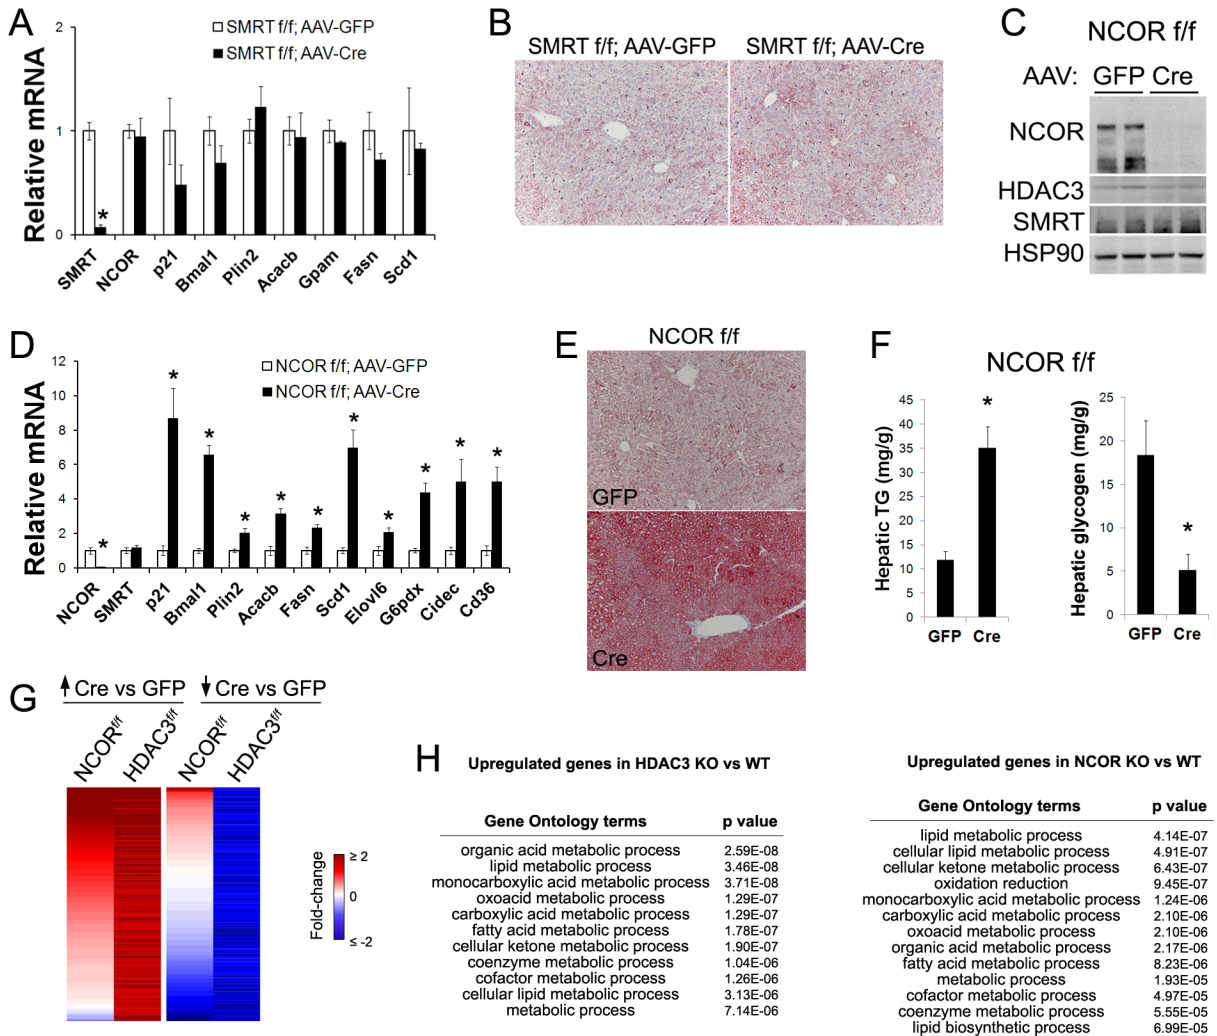 A
Relative mRNA
2
1
0
SMRT f/f; AAV-GFP
SMRT f/f; AAV-Cre
*
SMRT
NCOR
p21
Bmal1
Plin2
Acacb
Gpam
Fasn
Scd1
B
SMRT f/f; AAV-GFP
SMRT f/f; AAV-Cre
C
NCOR f/f
AAV: GFP Cre
NCOR
HDAC3
SMRT
HSP90
D
Relative mRNA
12
10
8
6
4
2
0
NCOR f/f; AAV-GFP
NCOR f/f; AAV-Cre
* * * * * * * * * * *
NCOR
SMRT
p21
Bmal1
Plin2
Acacb
Fasn
Scd1
Elovl6
G6pdx
Cidec
Cd36
E
NCOR f/f
GFP
Cre
F
NCOR f/f
Hepatic TG (mg/g)
45
40
35
30
25
20
15
10
5
0
*
GFP Cre
Hepatic glycogen (mg/g)
25
20
15
10
5
0
*
GFP Cre
G
Cre vs GFP
Cre vs GFP
NCORf/f
HDAC3f/f
NCORf/f
HDAC3f/f
Fold-change
≥ 2
0
≤ -2
H
Upregulated genes in HDAC3 KO vs WT
Gene Ontology terms p value
organic acid metabolic process 2.59E-08
lipid metabolic process 3.46E-08
monocarboxylic acid metabolic process 3.71E-08
oxoacid metabolic process 1.29E-07
carboxylic acid metabolic process 1.29E-07
fatty acid metabolic process 1.78E-07
cellular ketone metabolic process 1.90E-07
coenzyme metabolic process 1.04E-06
cofactor metabolic process 1.26E-06
cellular lipid metabolic process 3.13E-06
metabolic process 7.14E-06
Upregulated genes in NCOR KO vs WT
Gene Ontology terms p value
lipid metabolic process 4.14E-07
cellular lipid metabolic process 4.91E-07
cellular ketone metabolic process 6.43E-07
oxidation reduction 9.45E-07
monocarboxylic acid metabolic process 1.24E-06
carboxylic acid metabolic process 2.10E-06
oxoacid metabolic process 2.10E-06
organic acid metabolic process 2.17E-06
fatty acid metabolic process 8.23E-06
metabolic process 1.93E-05
cofactor metabolic process 4.97E-05
coenzyme metabolic process 5.55E-05
lipid biosynthetic process 6.99E-05